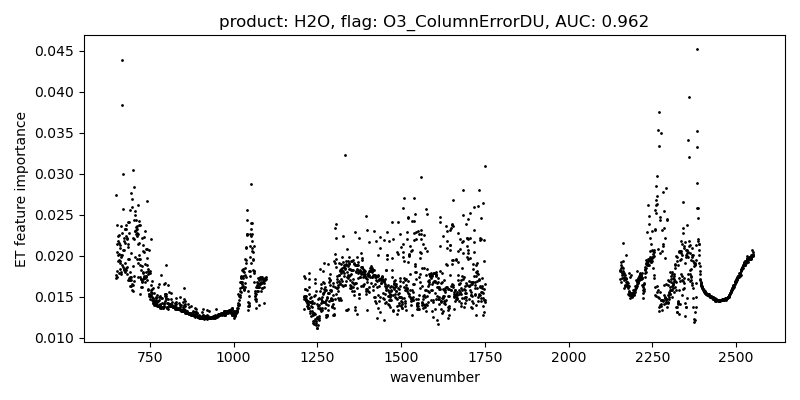 product: H2O, flag: O3_ColumnErrorDU, AUC: 0.962
ET feature importance
0.045
0.040
0.035
0.030
0.025
0.020
0.015
0.010
750 1000 1250 1500 1750 2000 2250 2500
wavenumber